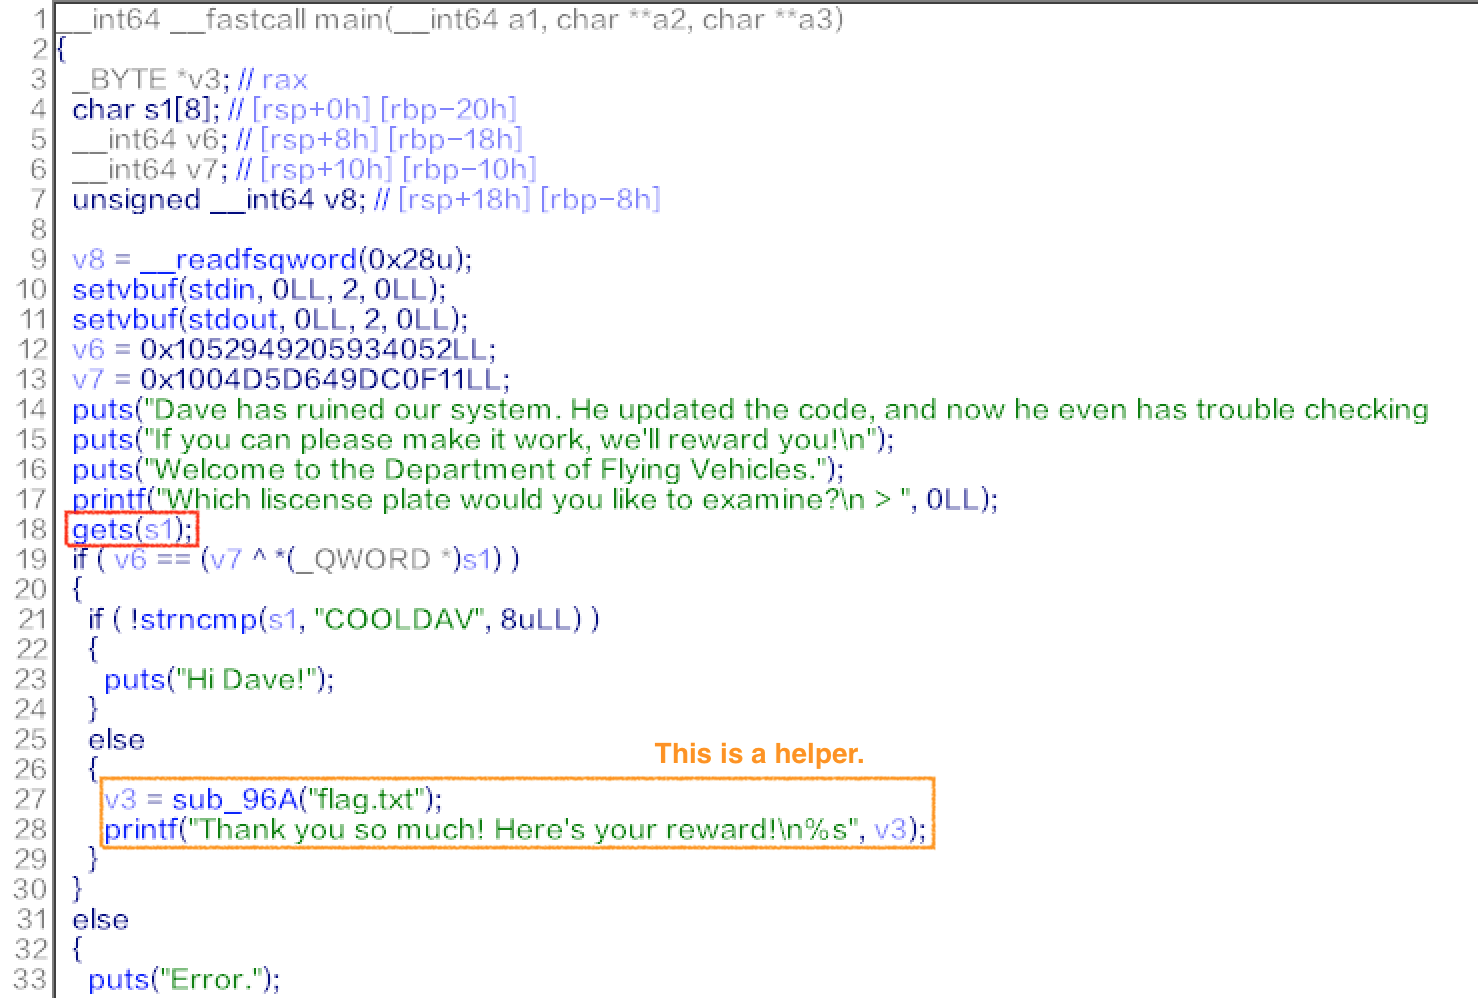 1 __int64 __fastcall main(__int64 a1, char **a2, char **a3)
2 {
3 _BYTE *v3; // rax
4 char s1[8]; // [rsp+0h] [rbp-20h]
5 __int64 v6; // [rsp+8h] [rbp-18h]
6 __int64 v7; // [rsp+10h] [rbp-10h]
7 unsigned __int64 v8; // [rsp+18h] [rbp-8h]
8
9 v8 = __readfsqword(0x28u);
10 setvbuf(stdin, 0LL, 2, 0LL);
11 setvbuf(stdout, 0LL, 2, 0LL);
12 v6 = 0x1052949205934052LL;
13 v7 = 0x1004D5D649DC0F11LL;
14 puts("Dave has ruined our system. He updated the code, and now he even has trouble checking
15 puts("If you can please make it work, we'll reward you!\n");
16 puts("Welcome to the Department of Flying Vehicles.");
17 printf("Which liscense plate would you like to examine?\n > ", 0LL);
18 gets(s1);
19 if ( v6 == (v7 ^ *(_QWORD *)s1) )
20 {
21 if ( !strncmp(s1, "COOLDAV", 8uLL) )
22 {
23 puts("Hi Dave!");
24 }
25 else
This is a helper.
26 {
27 v3 = sub_96A("flag.txt");
28 printf("Thank you so much! Here's your reward!\n%s", v3);
29 }
30 }
31 else
32 {
33 puts("Error.");